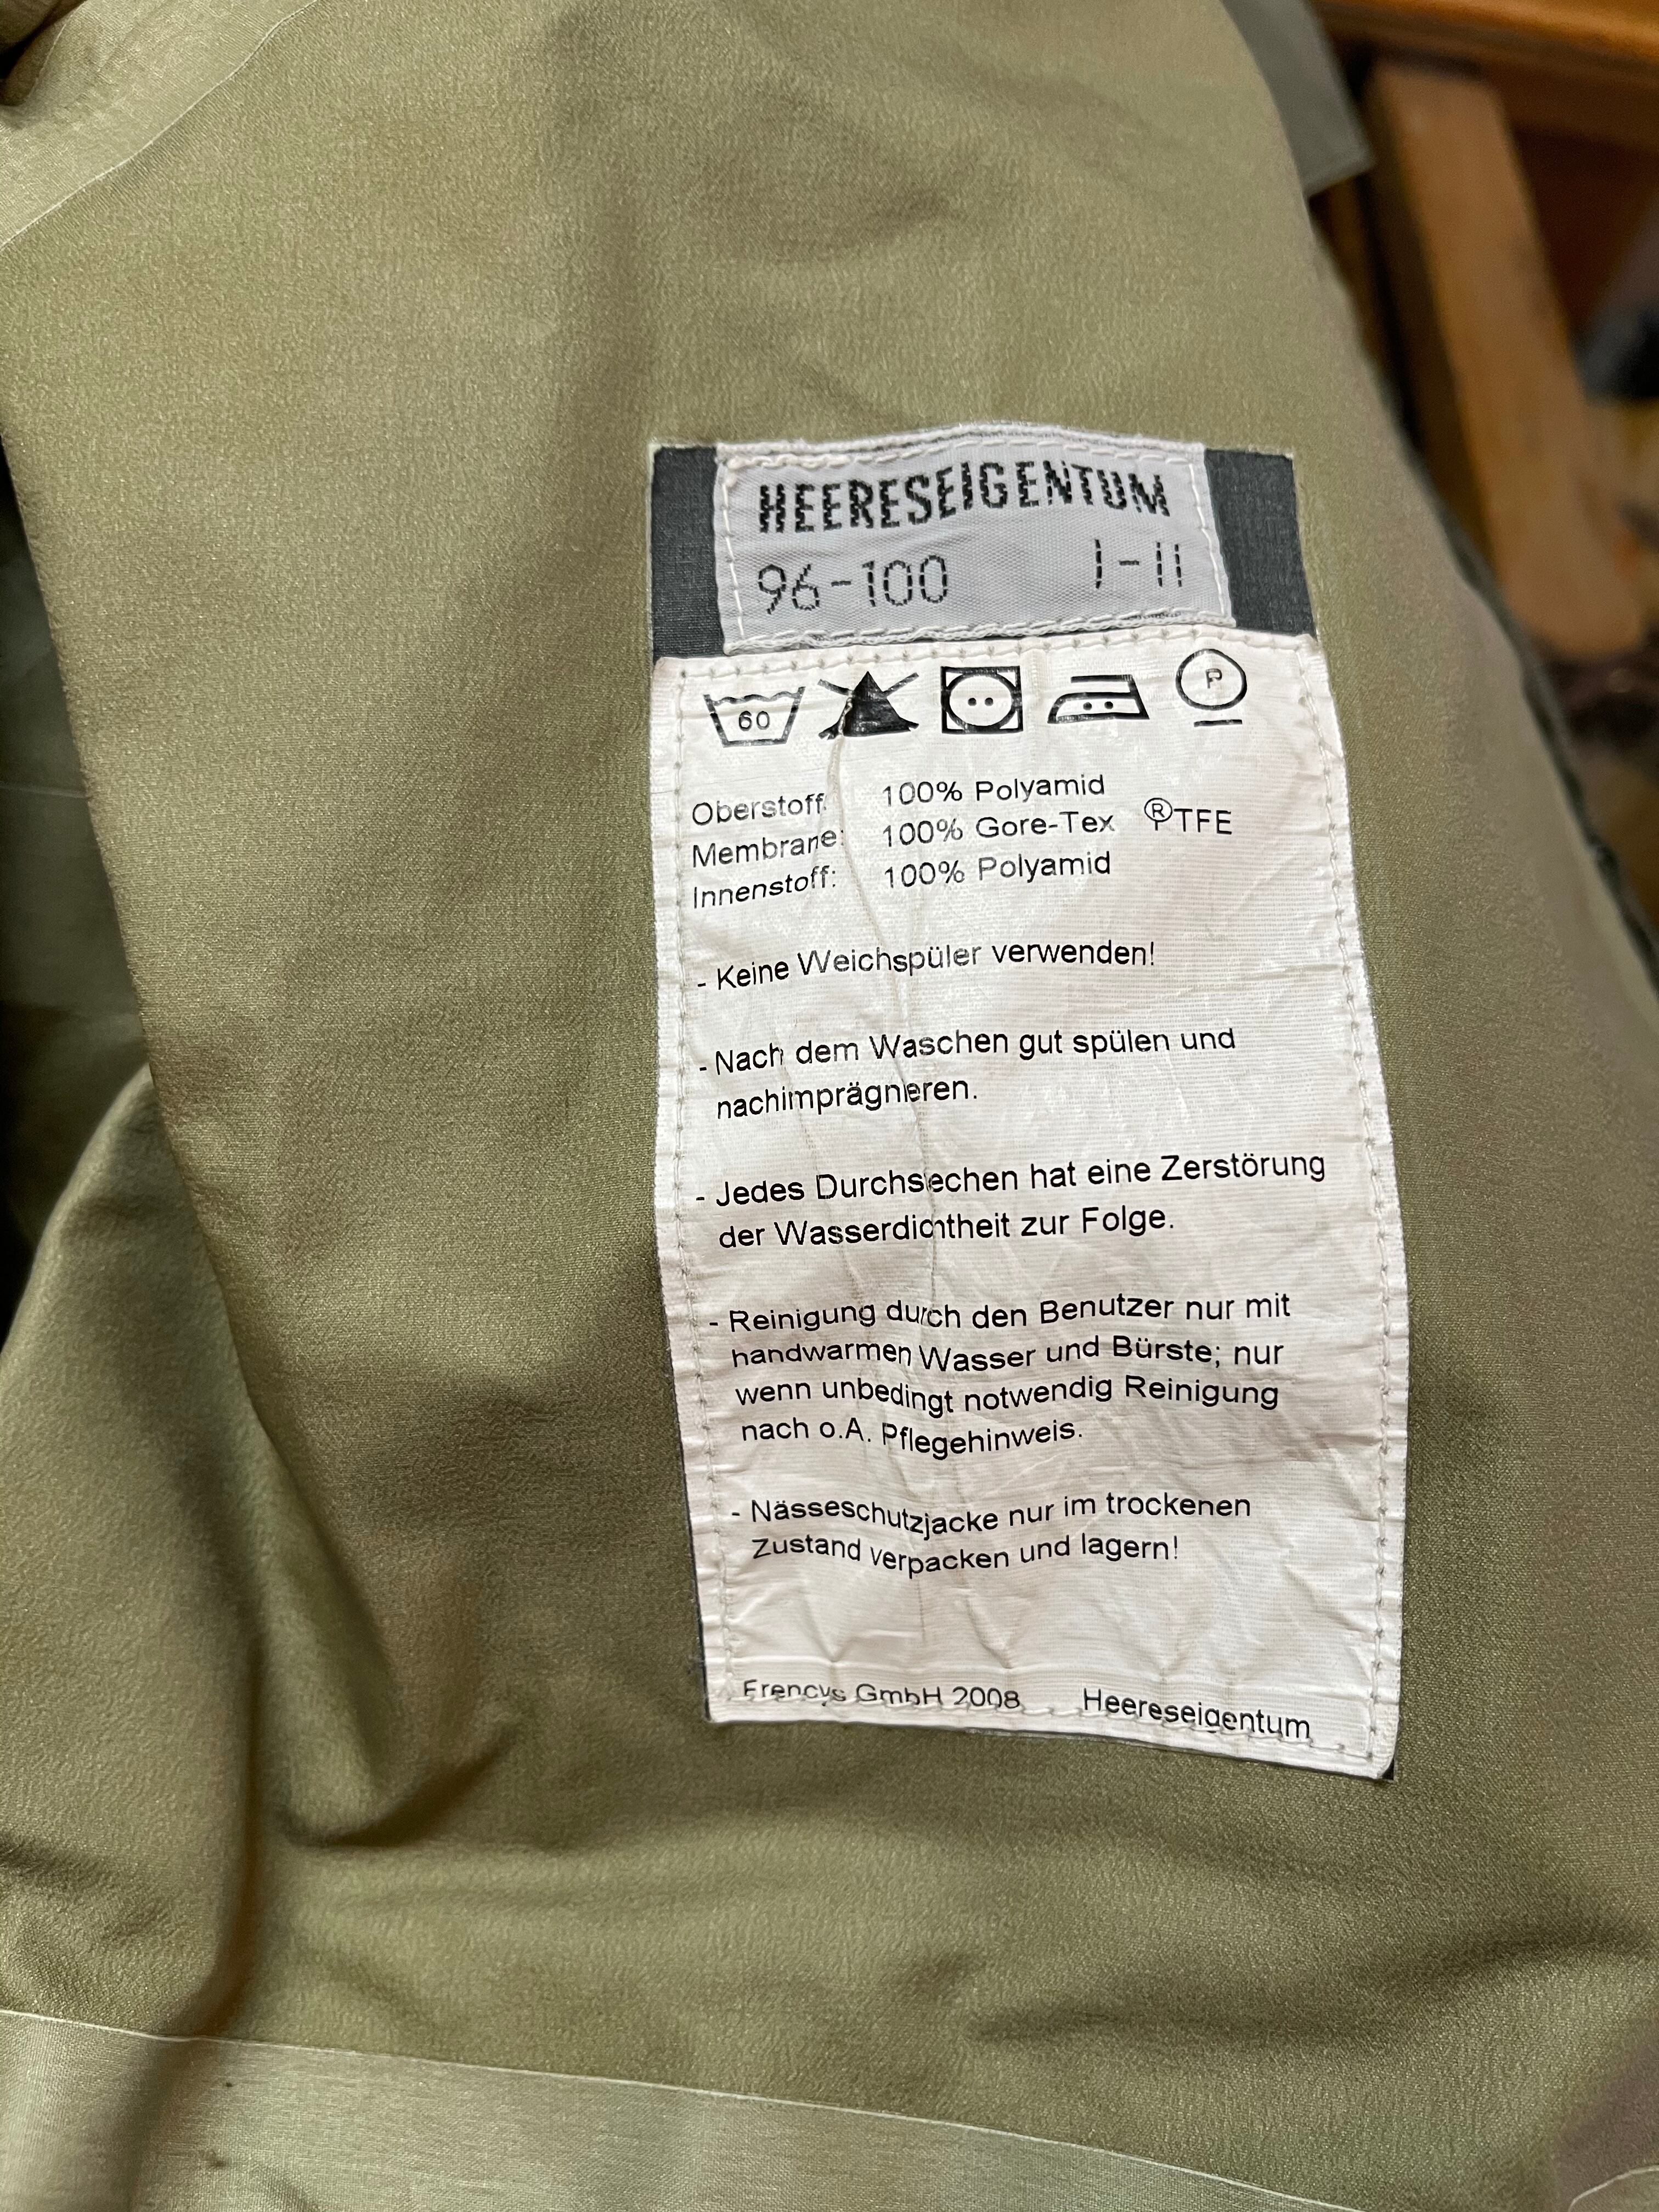 HEERESEIGENTUM
96-100 I-II
60 P
Oberstoff: 100% Polyamid
Membrane: 100% Gore-Tex ® PTFE
Innenstoff: 100% Polyamid
- Keine Weichspüler verwenden!
- Nach dem Waschen gut spülen und
nachimprägnieren.
- Jedes Durchstechen hat eine Zerstörung
der Wasserdichtheit zur Folge.
- Reinigung durch den Benutzer nur mit
handwarmen Wasser und Bürste; nur
wenn unbedingt notwendig Reinigung
nach o.A. Pflegehinweis.
- Nässeschutzjacke nur im trockenen
Zustand verpacken und lagern!
Frencys GmbH 2008 Heereseigentum